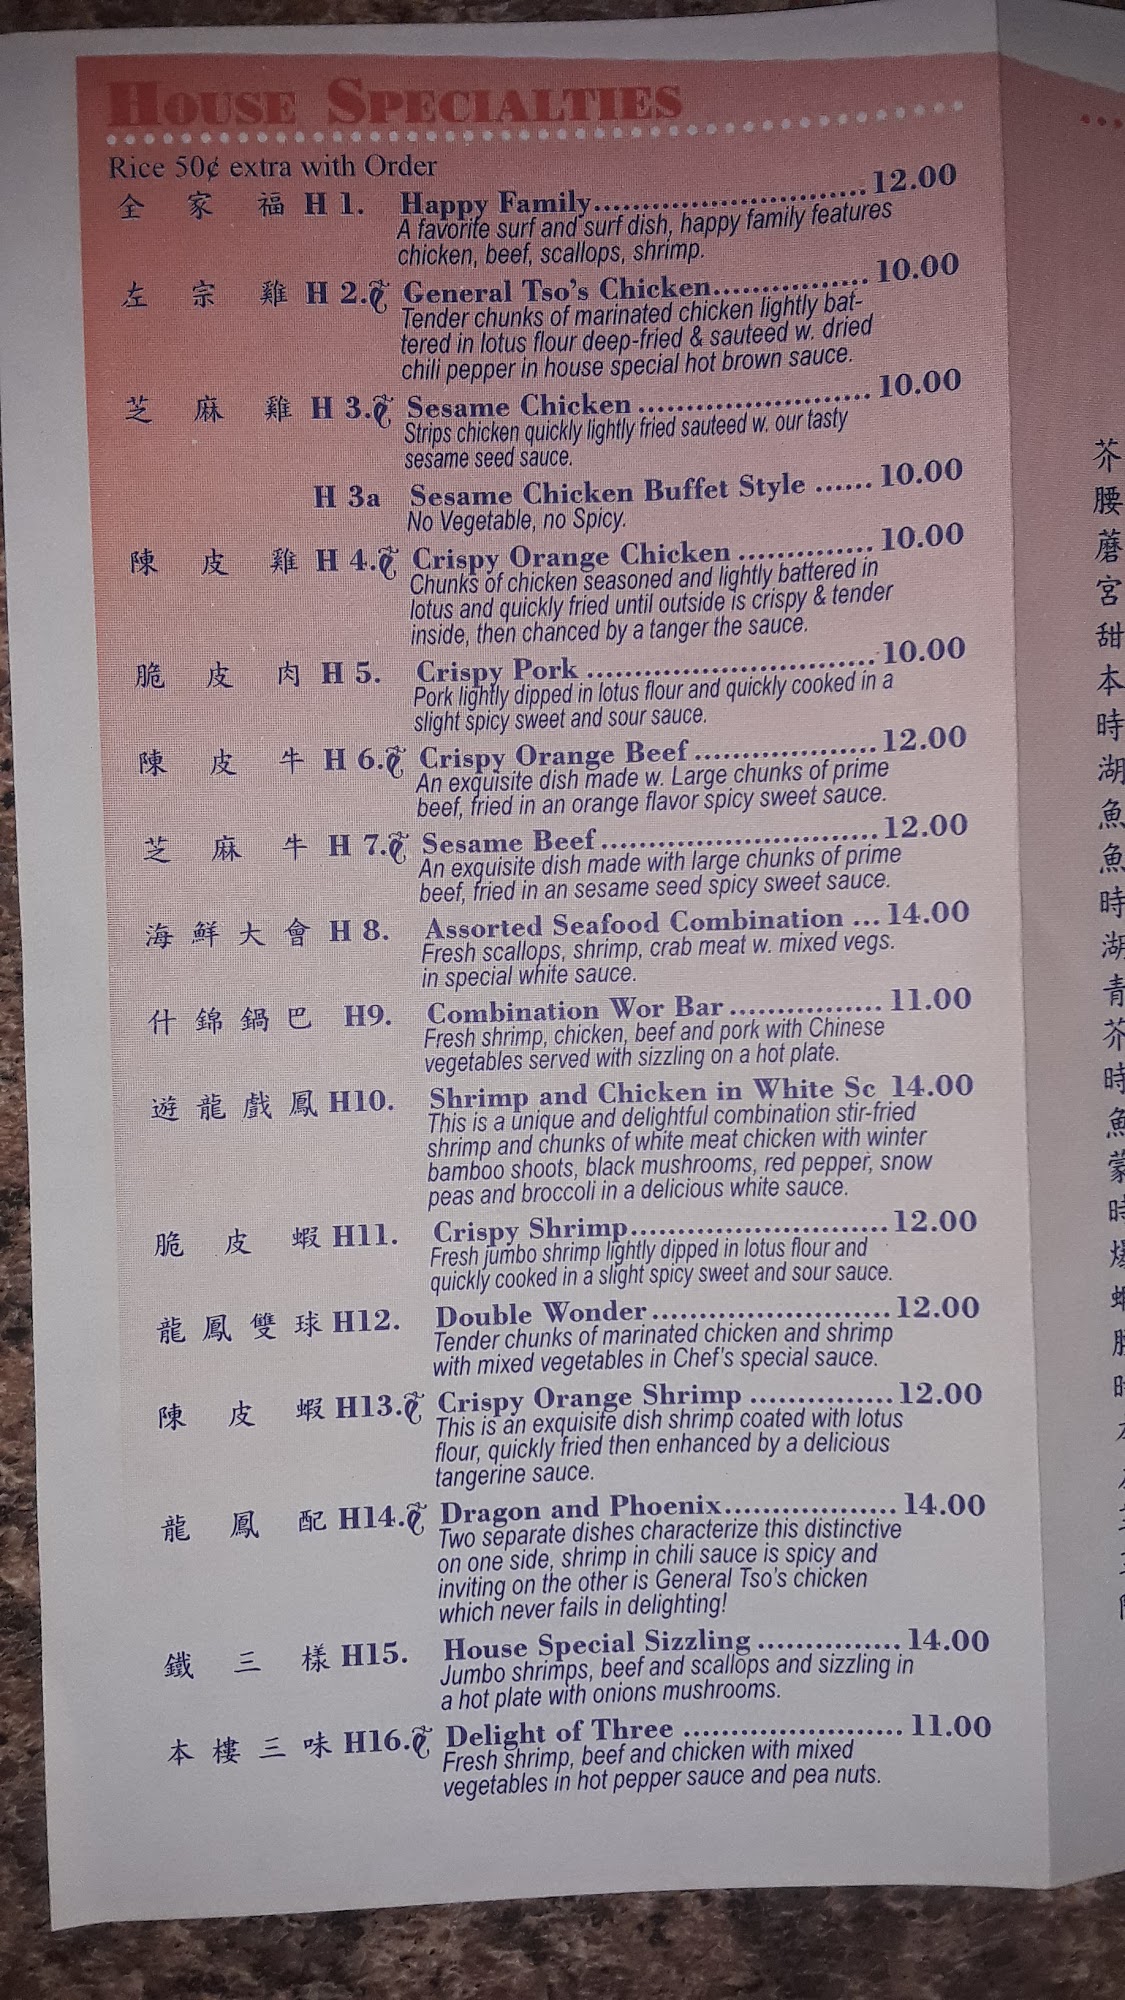 HOUSE SPECIALTIES
Rice 50¢ extra with Order
全家福 H 1. Happy Family..............................12.00
A favorite surf and surf dish, happy family features
chicken, beef, scallops, shrimp.
左宗雞 H 2. General Tso's Chicken................10.00
Tender chunks of marinated chicken lightly bat-
tered in lotus flour deep-fried & sauteed w. dried
chili pepper in house special hot brown sauce.
芝麻雞 H 3. Sesame Chicken........................10.00
Strips chicken quickly lightly fried sauteed w. our tasty
sesame seed sauce.
H 3a Sesame Chicken Buffet Style ......10.00
No Vegetable, no Spicy.
陳皮雞 H 4. Crispy Orange Chicken ..............10.00
Chunks of chicken seasoned and lightly battered in
lotus and quickly fried until outside is crispy & tender
inside, then chanced by a tanger the sauce.
脆皮肉 H 5. Crispy Pork ..............................10.00
Pork lightly dipped in lotus flour and quickly cooked in a
slight spicy sweet and sour sauce.
陳皮牛 H 6. Crispy Orange Beef...................12.00
An exquisite dish made w. Large chunks of prime
beef, fried in an orange flavor spicy sweet sauce.
芝麻牛 H 7. Sesame Beef.............................12.00
An exquisite dish made with large chunks of prime
beef, fried in an sesame seed spicy sweet sauce.
海鮮大會 H 8. Assorted Seafood Combination ...14.00
Fresh scallops, shrimp, crab meat w. mixed vegs.
in special white sauce.
什錦鍋巴 H9. Combination Wor Bar................11.00
Fresh shrimp, chicken, beef and pork with Chinese
vegetables served with sizzling on a hot plate.
遊龍戲鳳 H10. Shrimp and Chicken in White Sc 14.00
This is a unique and delightful combination stir-fried
shrimp and chunks of white meat chicken with winter
bamboo shoots, black mushrooms, red pepper, snow
peas and broccoli in a delicious white sauce.
脆皮蝦 H11. Crispy Shrimp...........................12.00
Fresh jumbo shrimp lightly dipped in lotus flour and
quickly cooked in a slight spicy sweet and sour sauce.
龍鳳雙球 H12. Double Wonder.........................12.00
Tender chunks of marinated chicken and shrimp
with mixed vegetables in Chef's special sauce.
陳皮蝦 H13. Crispy Orange Shrimp ...............12.00
This is an exquisite dish shrimp coated with lotus
flour, quickly fried then enhanced by a delicious
tangerine sauce.
龍鳳配 H14. Dragon and Phoenix..................14.00
Two separate dishes characterize this distinctive
on one side, shrimp in chili sauce is spicy and
inviting on the other is General Tso's chicken
which never fails in delighting!
鐵三樣 H15. House Special Sizzling ...............14.00
Jumbo shrimps, beef and scallops and sizzling in
a hot plate with onions mushrooms.
本樓三味 H16. Delight of Three .......................11.00
Fresh shrimp, beef and chicken with mixed
vegetables in hot pepper sauce and pea nuts.
芥
腰
蘑
宮
甜
本
時
湖
魚
魚
時
湖
青
芥
時